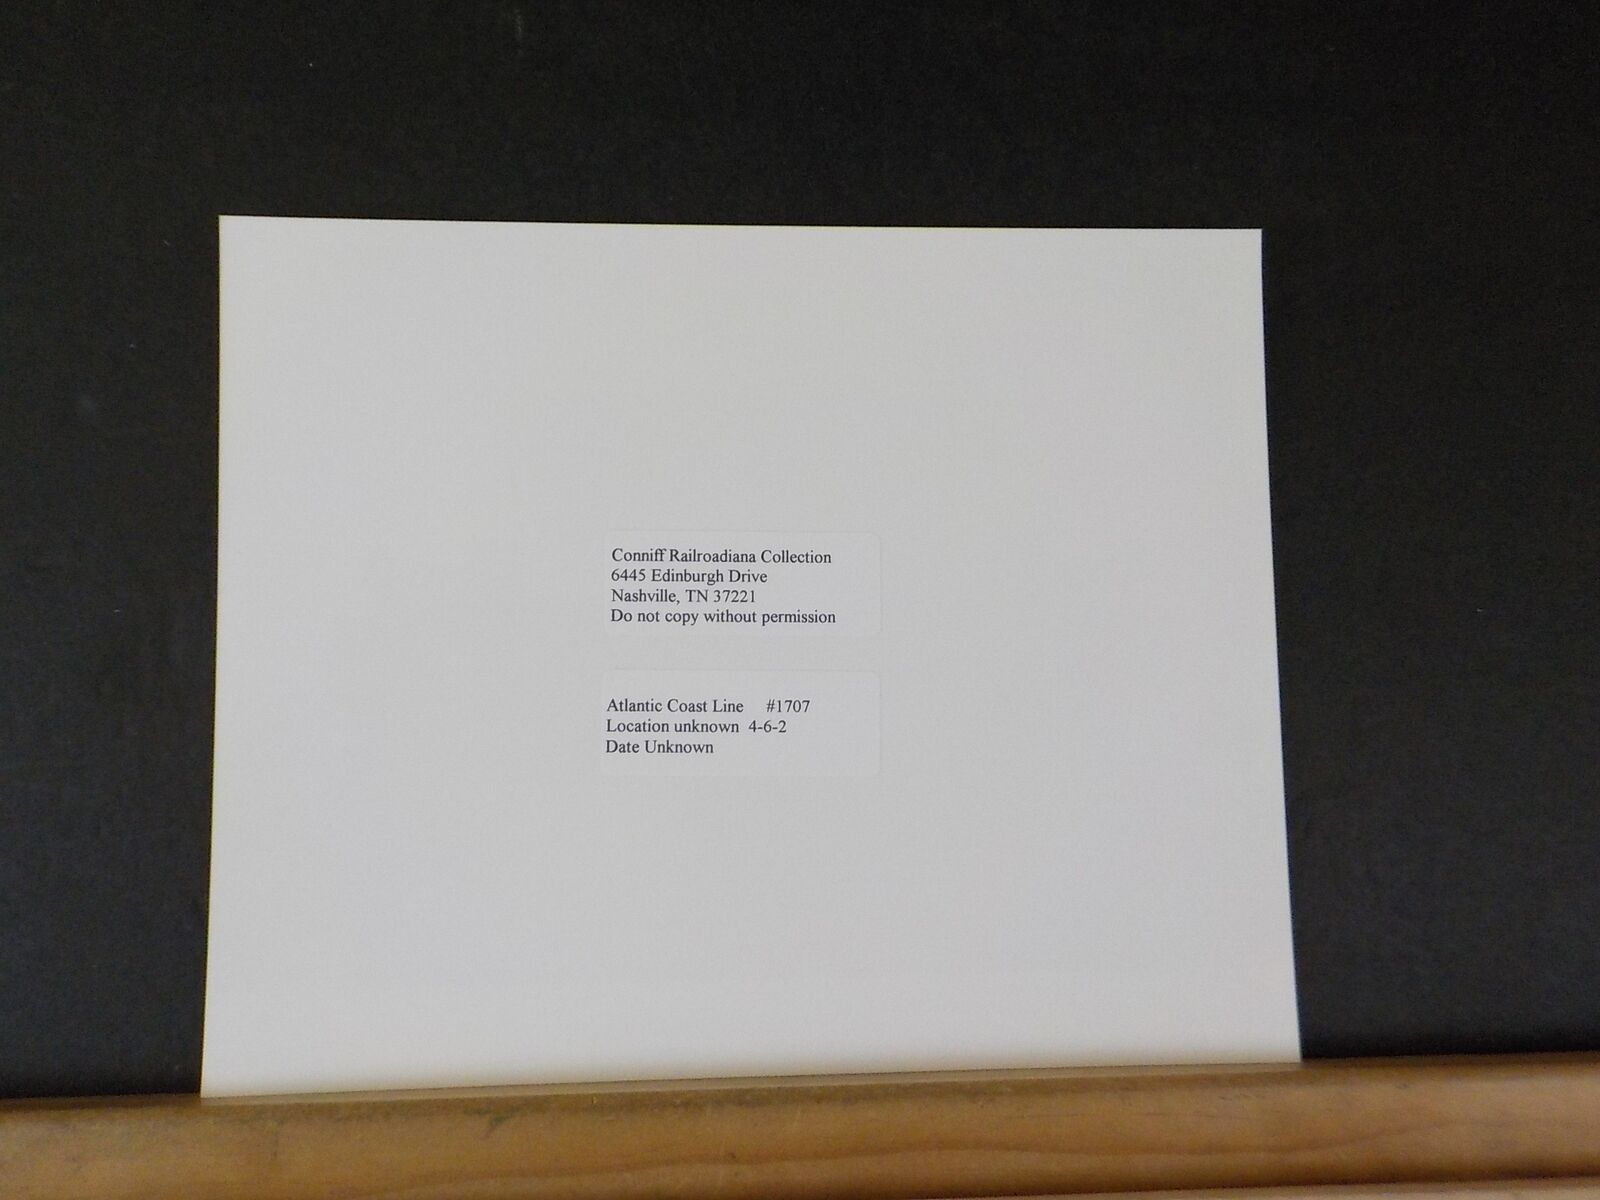 Conniff Railroadiana Collection
6445 Edinburgh Drive
Nashville, TN 37221
Do not copy without permission
Atlantic Coast Line #1707
Location unknown 4-6-2
Date Unknown